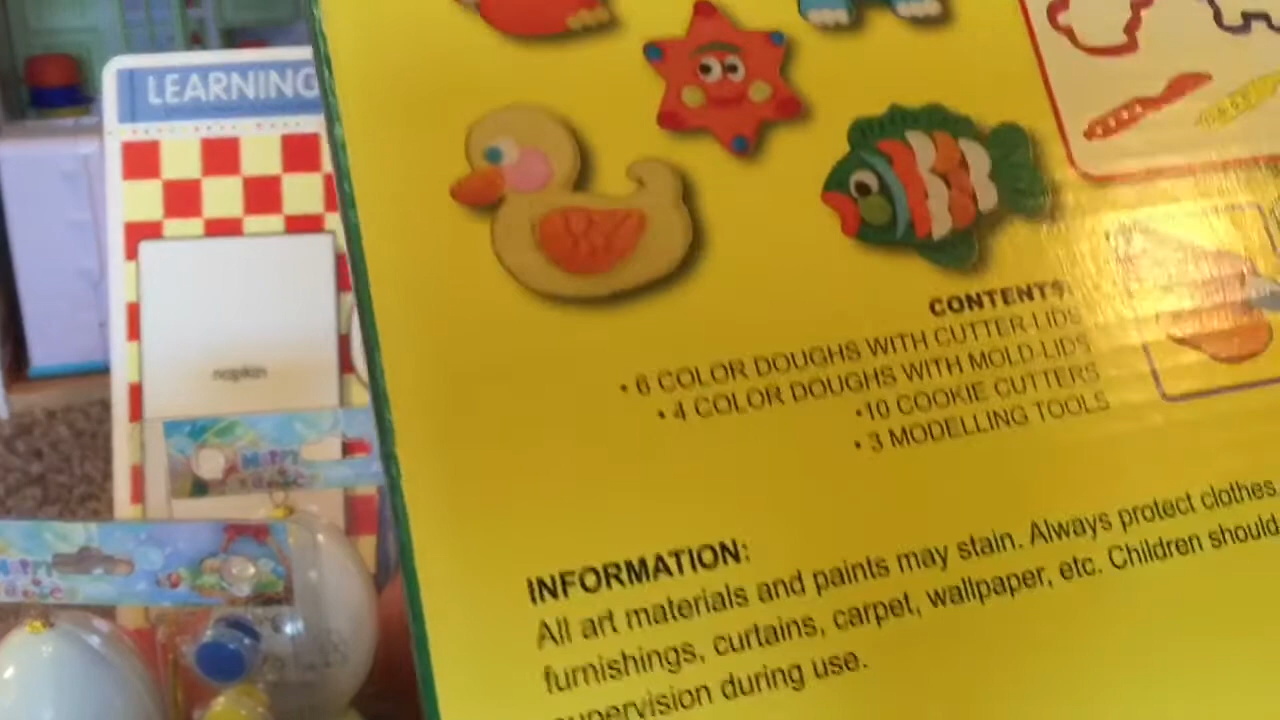 LEARNING
napkin
CONTENTS:
• 6 COLOR DOUGHS WITH CUTTER-LIDS
• 4 COLOR DOUGHS WITH MOLD-LIDS
•10 COOKIE CUTTERS
• 3 MODELLING TOOLS
INFORMATION:
All art materials and paints may stain. Always protect clothes,
furnishings, curtains, carpet, wallpaper, etc. Children should
supervision during use.